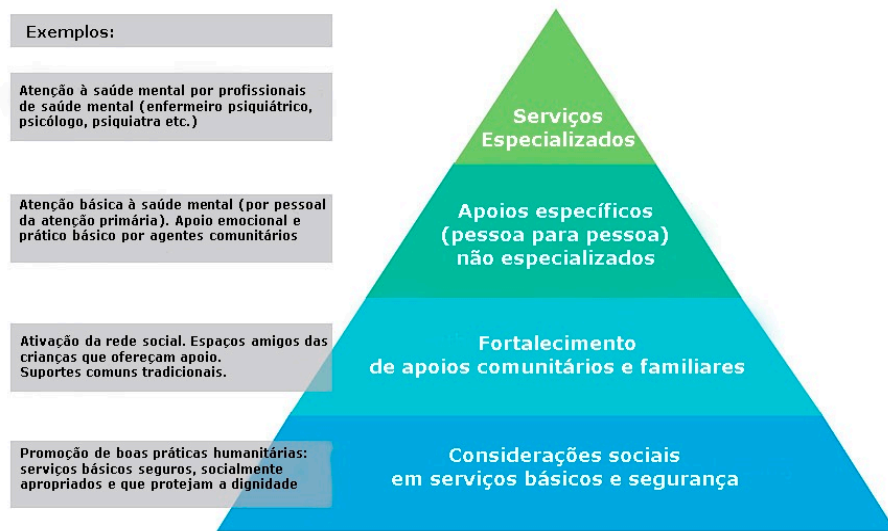 Exemplos:
Atenção à saúde mental por profissionais
de saúde mental (enfermeiro psiquiátrico,
psicólogo, psiquiatra etc.)
Serviços
Especializados
Atenção básica à saúde mental (por pessoal
da atenção primária). Apoio emocional e
prático básico por agentes comunitários
Apoios específicos
(pessoa para pessoa)
não especializados
Ativação da rede social. Espaços amigos das
crianças que ofereçam apoio.
Suportes comuns tradicionais.
Fortalecimento
de apoios comunitários e familiares
Promoção de boas práticas humanitárias:
serviços básicos seguros, socialmente
apropriados e que protejam a dignidade
Considerações sociais
em serviços básicos e segurança